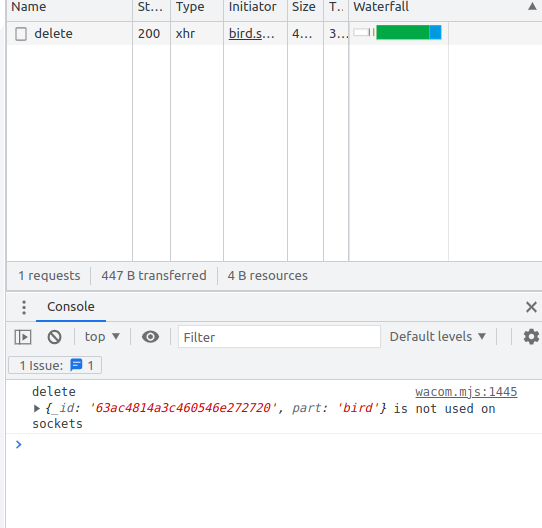 Name St... Type Initiator Size T... Waterfall
delete 200 xhr bird.s... 4... 3...
1 requests 447 B transferred 4 B resources
Console
top Filter Default levels
1 Issue: 1
delete wacom.mjs:1445
{_id: '63ac4814a3c460546e272720', part: 'bird'} is not used on
sockets